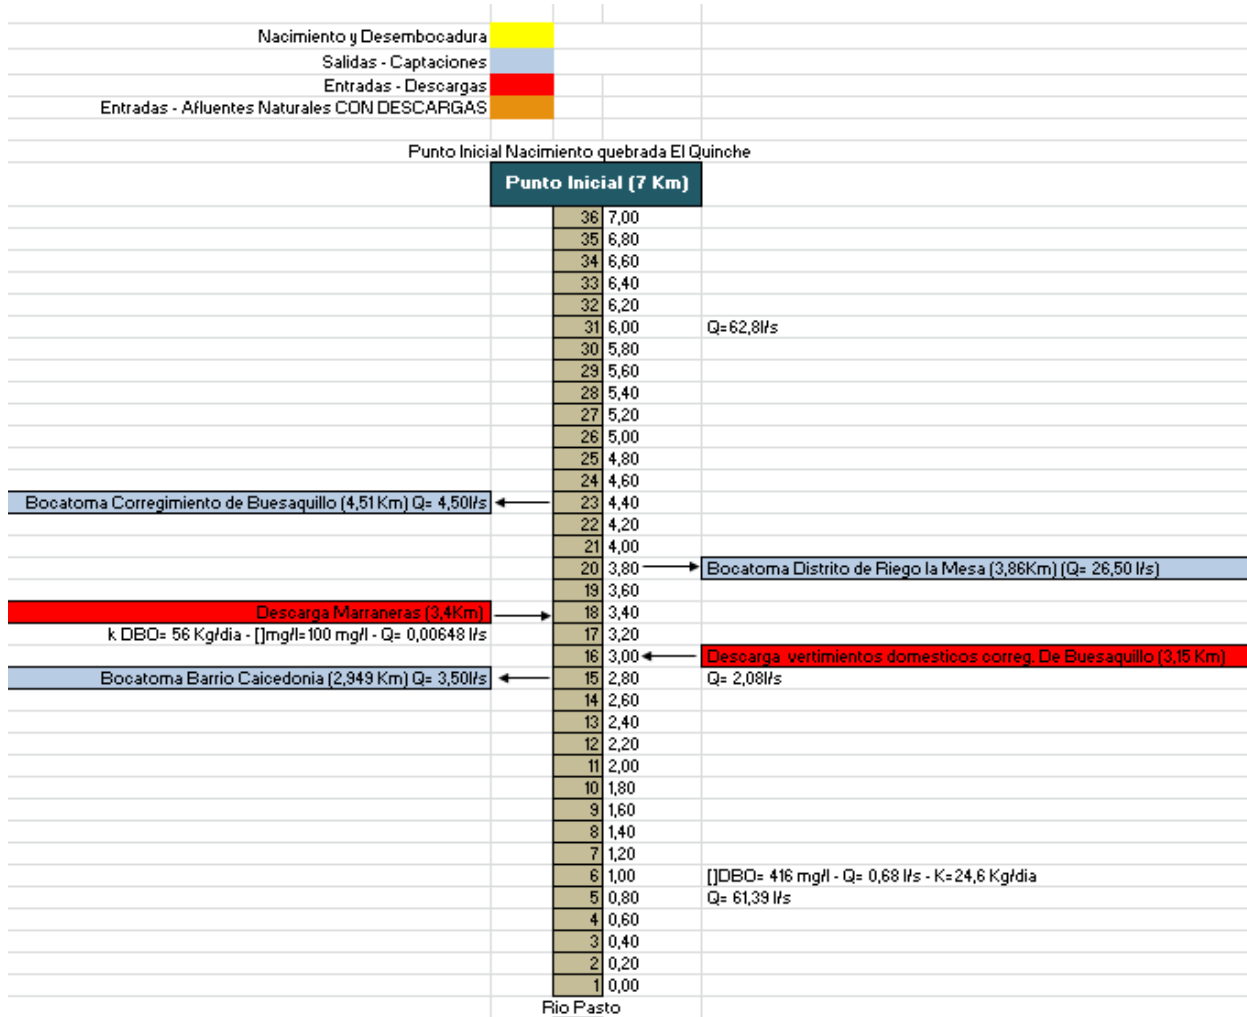 Nacimiento y Desembocadura
Salidas - Captaciones
Entradas - Descargas
Entradas - Afluentes Naturales CON DESCARGAS
Punto Inicial Nacimiento quebrada El Quinche
Punto Inicial (7 Km)
36 7,00
35 6,80
34 6,60
33 6,40
32 6,20
31 6,00 Q=62,8l/s
30 5,80
29 5,60
28 5,40
27 5,20
26 5,00
25 4,80
24 4,60
Bocatoma Corregimiento de Buesaquillo (4,51 Km) Q= 4,50l/s 23 4,40
22 4,20
21 4,00
20 3,80 Bocatoma Distrito de Riego la Mesa (3,86Km) (Q= 26,50 l/s)
19 3,60
Descarga Marraneras (3,4Km) 18 3,40
k DBO= 56 Kg/dia - []mg/l=100 mg/l - Q= 0,00648 l/s 17 3,20
16 3,00 Descarga vertimientos domesticos correg. De Buesaquillo (3,15 Km)
Bocatoma Barrio Caicedonia (2,949 Km) Q= 3,50l/s 15 2,80 Q= 2,08l/s
14 2,60
13 2,40
12 2,20
11 2,00
10 1,80
9 1,60
8 1,40
7 1,20
6 1,00 []DBO= 416 mg/l - Q= 0,68 l/s - K=24,6 Kg/dia
5 0,80 Q= 61,39 l/s
4 0,60
3 0,40
2 0,20
1 0,00
Rio Pasto